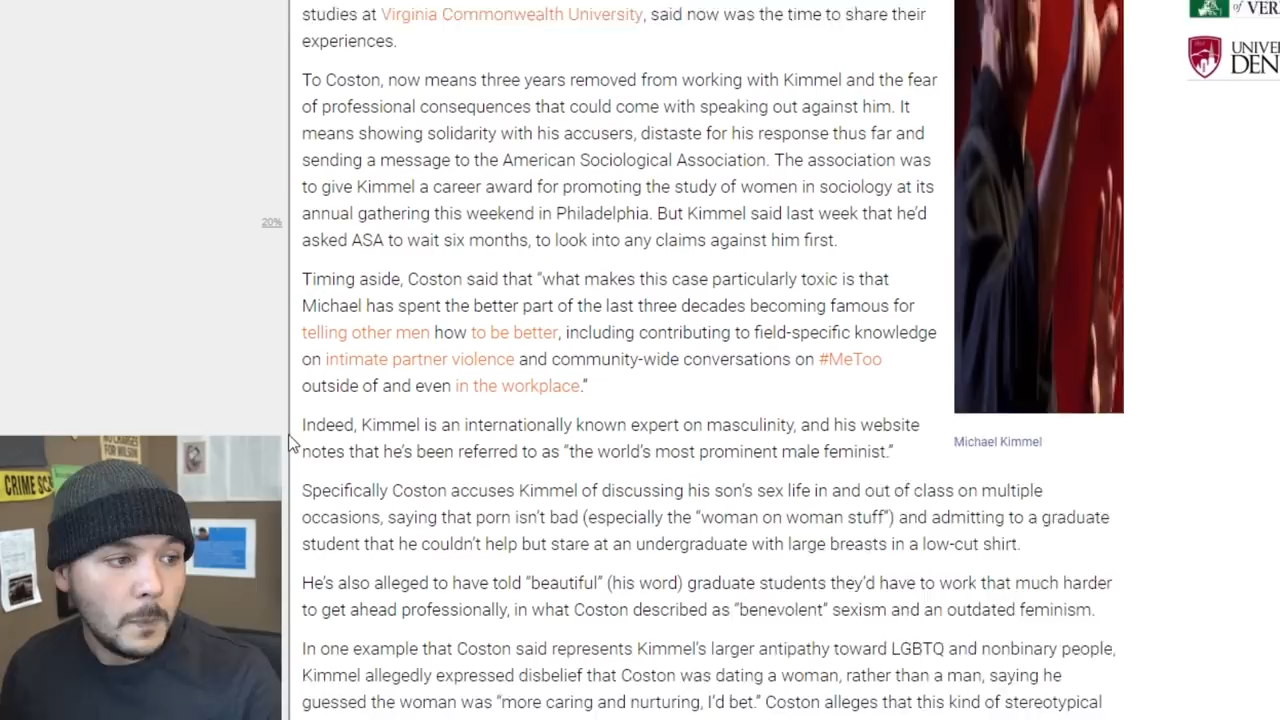 studies at Virginia Commonwealth University, said now was the time to share their
experiences.
To Coston, now means three years removed from working with Kimmel and the fear
of professional consequences that could come with speaking out against him. It
means showing solidarity with his accusers, distaste for his response thus far and
sending a message to the American Sociological Association. The association was
to give Kimmel a career award for promoting the study of women in sociology at its
annual gathering this weekend in Philadelphia. But Kimmel said last week that he'd
asked ASA to wait six months, to look into any claims against him first.
20%
Timing aside, Coston said that “what makes this case particularly toxic is that
Michael has spent the better part of the last three decades becoming famous for
telling other men how to be better, including contributing to field-specific knowledge
on intimate partner violence and community-wide conversations on #MeToo
outside of and even in the workplace.”
Indeed, Kimmel is an internationally known expert on masculinity, and his website
notes that he's been referred to as “the world's most prominent male feminist.”
Michael Kimmel
Specifically Coston accuses Kimmel of discussing his son's sex life in and out of class on multiple
occasions, saying that porn isn't bad (especially the “woman on woman stuff”) and admitting to a graduate
student that he couldn't help but stare at an undergraduate with large breasts in a low-cut shirt.
He's also alleged to have told “beautiful” (his word) graduate students they'd have to work that much harder
to get ahead professionally, in what Coston described as “benevolent” sexism and an outdated feminism.
In one example that Coston said represents Kimmel's larger antipathy toward LGBTQ and nonbinary people,
Kimmel allegedly expressed disbelief that Coston was dating a woman, rather than a man, saying he
guessed the woman was “more caring and nurturing, I'd bet.” Coston alleges that this kind of stereotypical
of VER
UNIVE
DEN
FOR WILSON
CRIME SC